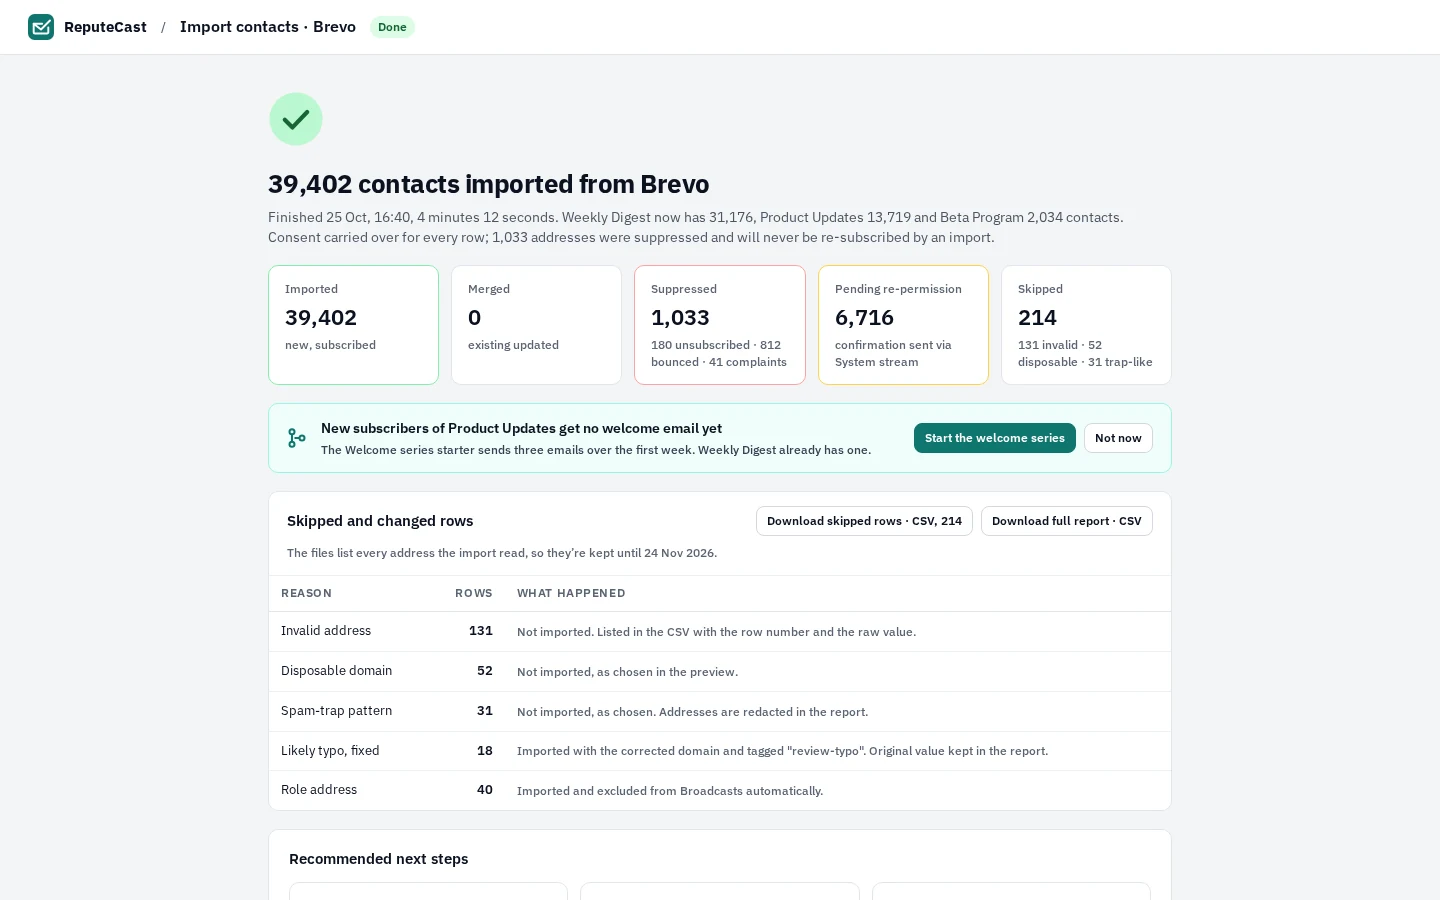 ReputeCast / Import contacts · Brevo Done
39,402 contacts imported from Brevo
Finished 25 Oct, 16:40, 4 minutes 12 seconds. Weekly Digest now has 31,176, Product Updates 13,719 and Beta Program 2,034 contacts.
Consent carried over for every row; 1,033 addresses were suppressed and will never be re-subscribed by an import.
Imported
39,402
new, subscribed
Merged
0
existing updated
Suppressed
1,033
180 unsubscribed · 812
bounced · 41 complaints
Pending re-permission
6,716
confirmation sent via
System stream
Skipped
214
131 invalid · 52
disposable · 31 trap-like
New subscribers of Product Updates get no welcome email yet
The Welcome series starter sends three emails over the first week. Weekly Digest already has one.
Start the welcome series
Not now
Skipped and changed rows
Download skipped rows · CSV, 214
Download full report · CSV
The files list every address the import read, so they’re kept until 24 Nov 2026.
REASON ROWS WHAT HAPPENED
Invalid address 131 Not imported. Listed in the CSV with the row number and the raw value.
Disposable domain 52 Not imported, as chosen in the preview.
Spam-trap pattern 31 Not imported, as chosen. Addresses are redacted in the report.
Likely typo, fixed 18 Imported with the corrected domain and tagged "review-typo". Original value kept in the report.
Role address 40 Imported and excluded from Broadcasts automatically.
Recommended next steps